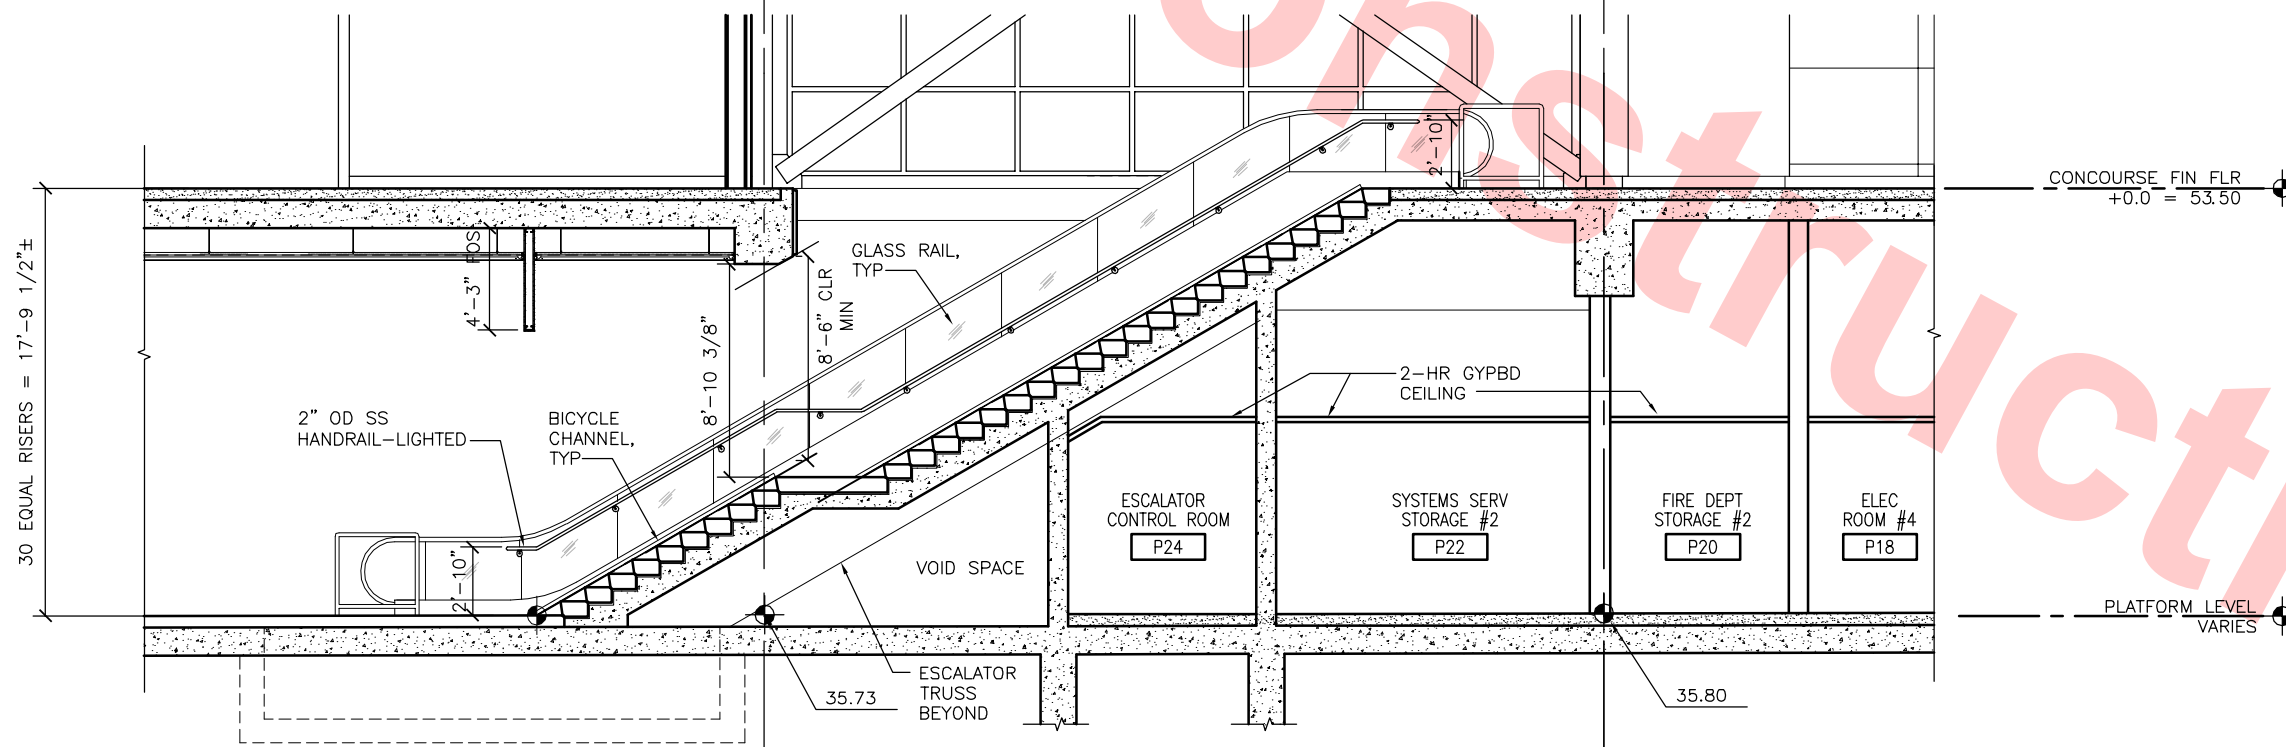 onstructi
CONCOURSE FIN FLR
+0.0 = 53.50
30 EQUAL RISERS = 17'-9 1/2"±
4'-3" FOS
8'-10 3/8"
8'-6" CLR
MIN
GLASS RAIL,
TYP
2'-10"
2" OD SS
HANDRAIL-LIGHTED
BICYCLE
CHANNEL,
TYP
2-HR GYPBD
CEILING
2'-10"
VOID SPACE
ESCALATOR
CONTROL ROOM
P24
SYSTEMS SERV
STORAGE #2
P22
FIRE DEPT
STORAGE #2
P20
ELEC
ROOM #4
P18
PLATFORM LEVEL
VARIES
35.73
ESCALATOR
TRUSS
BEYOND
35.80